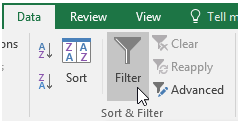 Data Review View Tell m
ons
A Z
Z A
Z A A Z
Sort
Filter
Clear
Reapply
Advanced
Sort & Filter